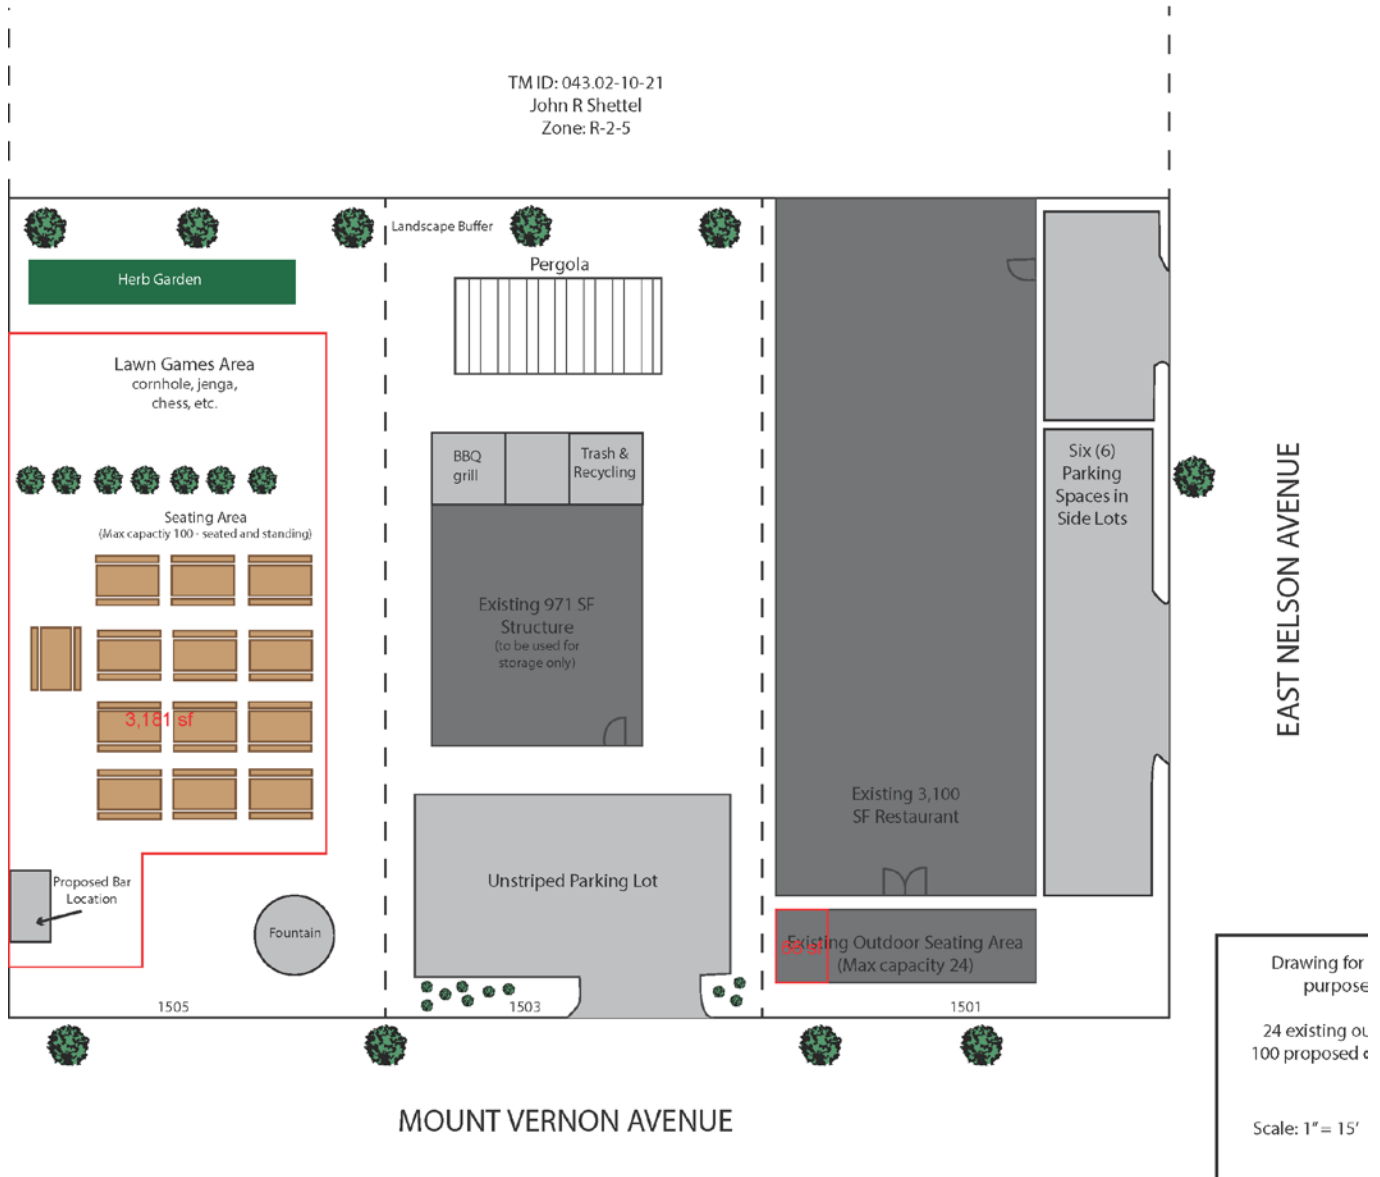 TM ID: 043.02-10-21
John R Shettel
Zone: R-2-5
Landscape Buffer
Pergola
Herb Garden
Lawn Games Area
cornhole, jenga,
chess, etc.
BBQ
grill
Trash &
Recycling
Six (6)
Parking
Spaces in
Side Lots
Seating Area
(Max capactiy 100 - seated and standing)
Existing 971 SF
Structure
(to be used for
storage only)
3,181 sf
Existing 3,100
SF Restaurant
Proposed Bar
Location
Fountain
Unstriped Parking Lot
Existing Outdoor Seating Area
(Max capacity 24)
sf
1505
1503
1501
EAST NELSON AVENUE
MOUNT VERNON AVENUE
Drawing for
purpose
24 existing ou
100 proposed
Scale: 1" = 15'